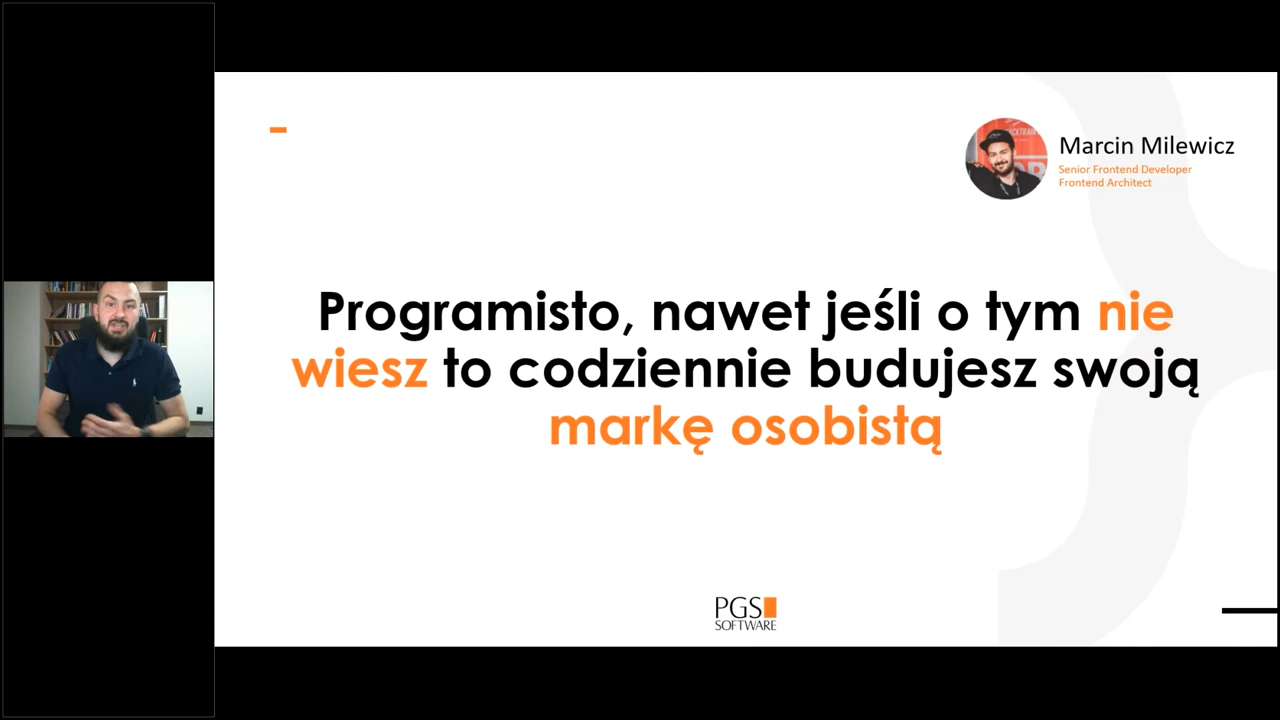 Marcin Milewicz
Senior Frontend Developer
Frontend Architect
Programisto, nawet jeśli o tym nie
wiesz to codziennie budujesz swoją
markę osobistą
PGS
SOFTWARE